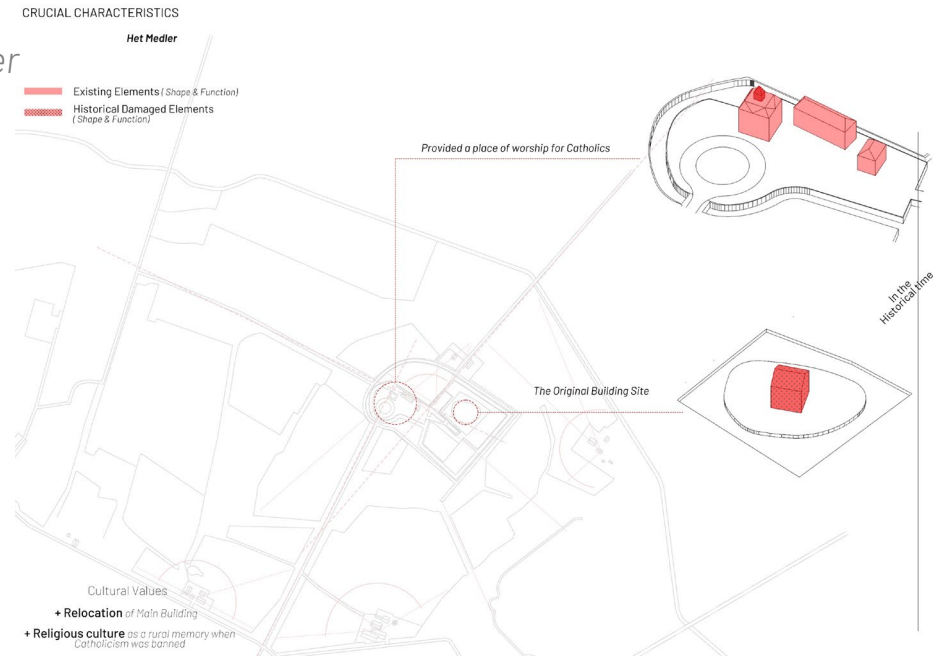 CRUCIAL CHARACTERISTICS
Het Medler
er
Existing Elements ( Shape & Function)
Historical Damaged Elements
( Shape & Function)
Provided a place of worship for Catholics
In the
Historical time
The Original Building Site
Cultural Values
+ Relocation of Main Building
+ Religious culture as a rural memory when
Catholicism was banned